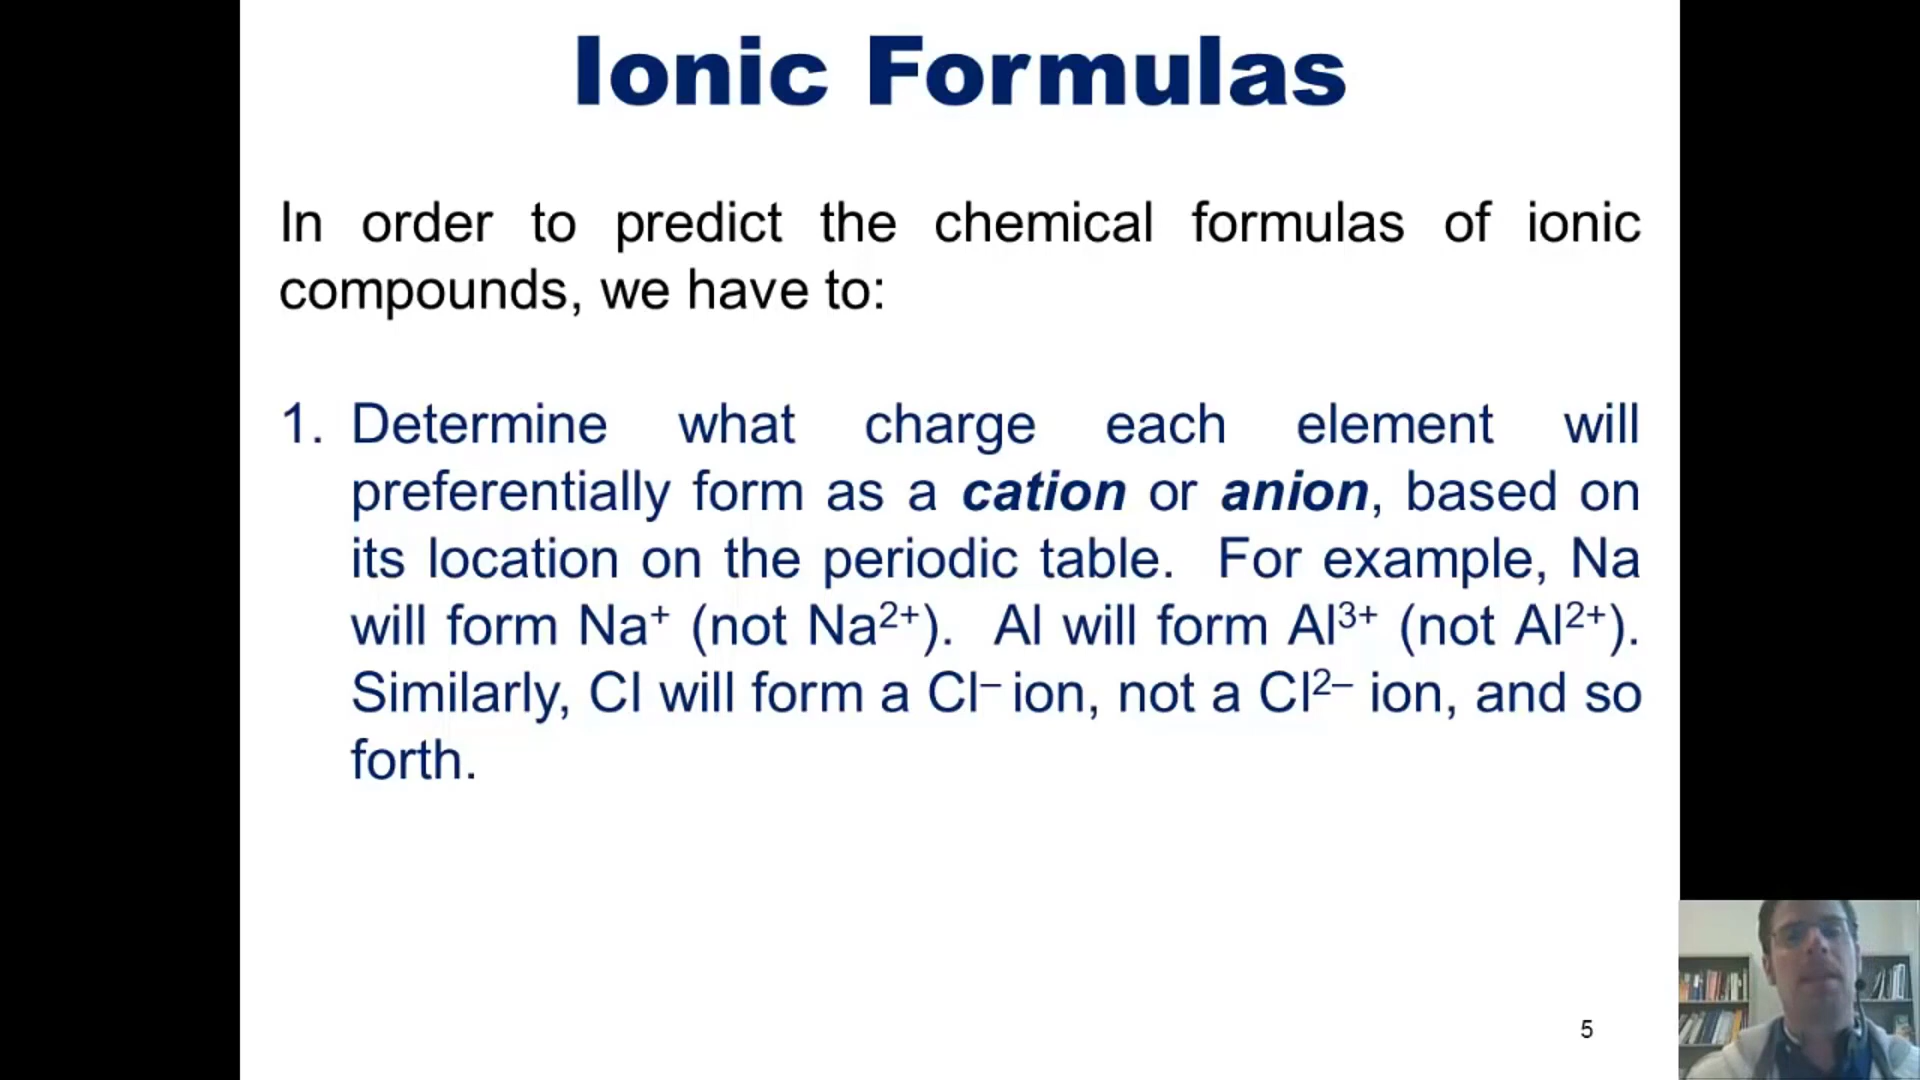 Ionic Formulas
In order to predict the chemical formulas of ionic
compounds, we have to:
1. Determine what charge each element will
preferentially form as a cation or anion, based on
its location on the periodic table. For example, Na
will form Na⁺ (not Na²⁺). Al will form Al³⁺ (not Al²⁺).
Similarly, Cl will form a Cl⁻ ion, not a Cl²⁻ ion, and so
forth.
5